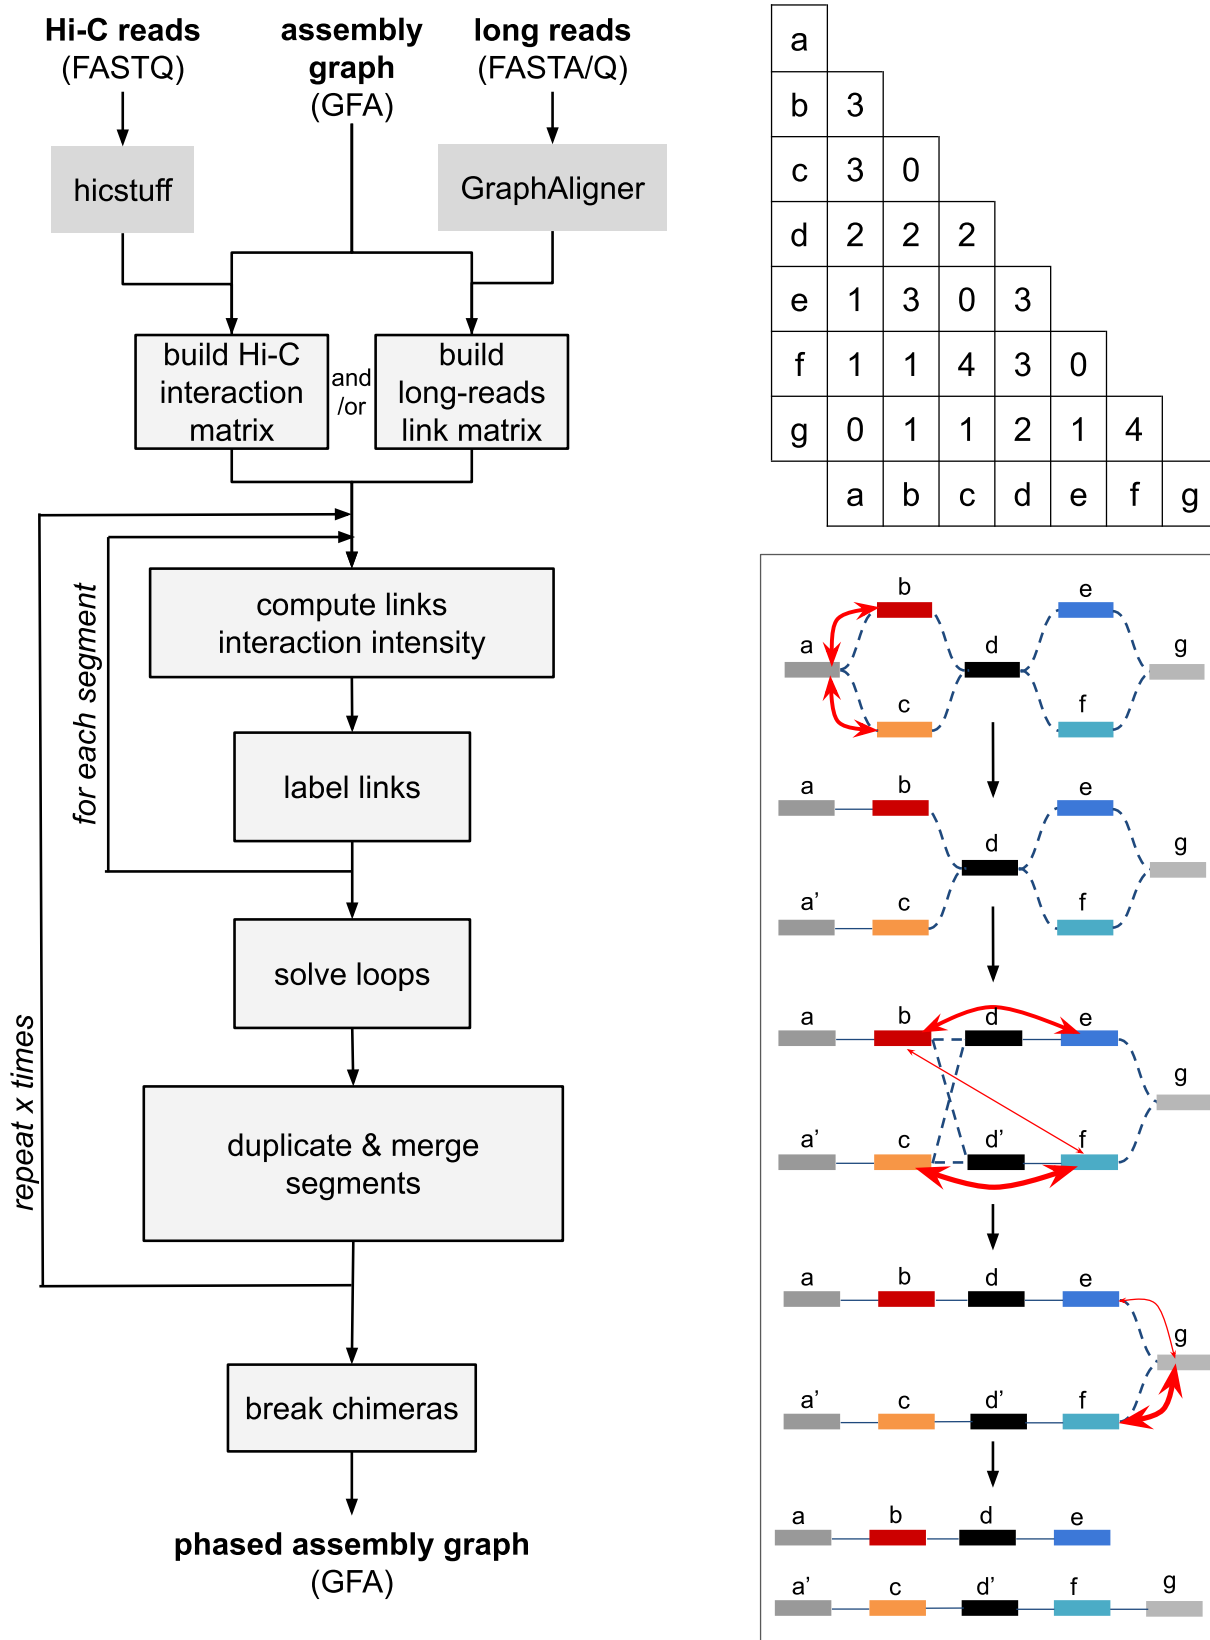 Hi-C reads
(FASTQ)
assembly
graph
(GFA)
long reads
(FASTA/Q)
hicstuff
GraphAligner
build Hi-C
interaction
matrix
and
/or
build
long-reads
link matrix
compute links
interaction intensity
label links
for each segment
solve loops
duplicate & merge
segments
repeat x times
break chimeras
phased assembly graph
(GFA)
a
b 3
c 3 0
d 2 2 2
e 1 3 0 3
f 1 1 4 3 0
g 0 1 1 2 1 4
a b c d e f g
b e
a d g
c f
a b e
d g
a' c f
a b d e
g
a' c d' f
a b d e
g
a' c d' f
a b d e
a' c d' f g